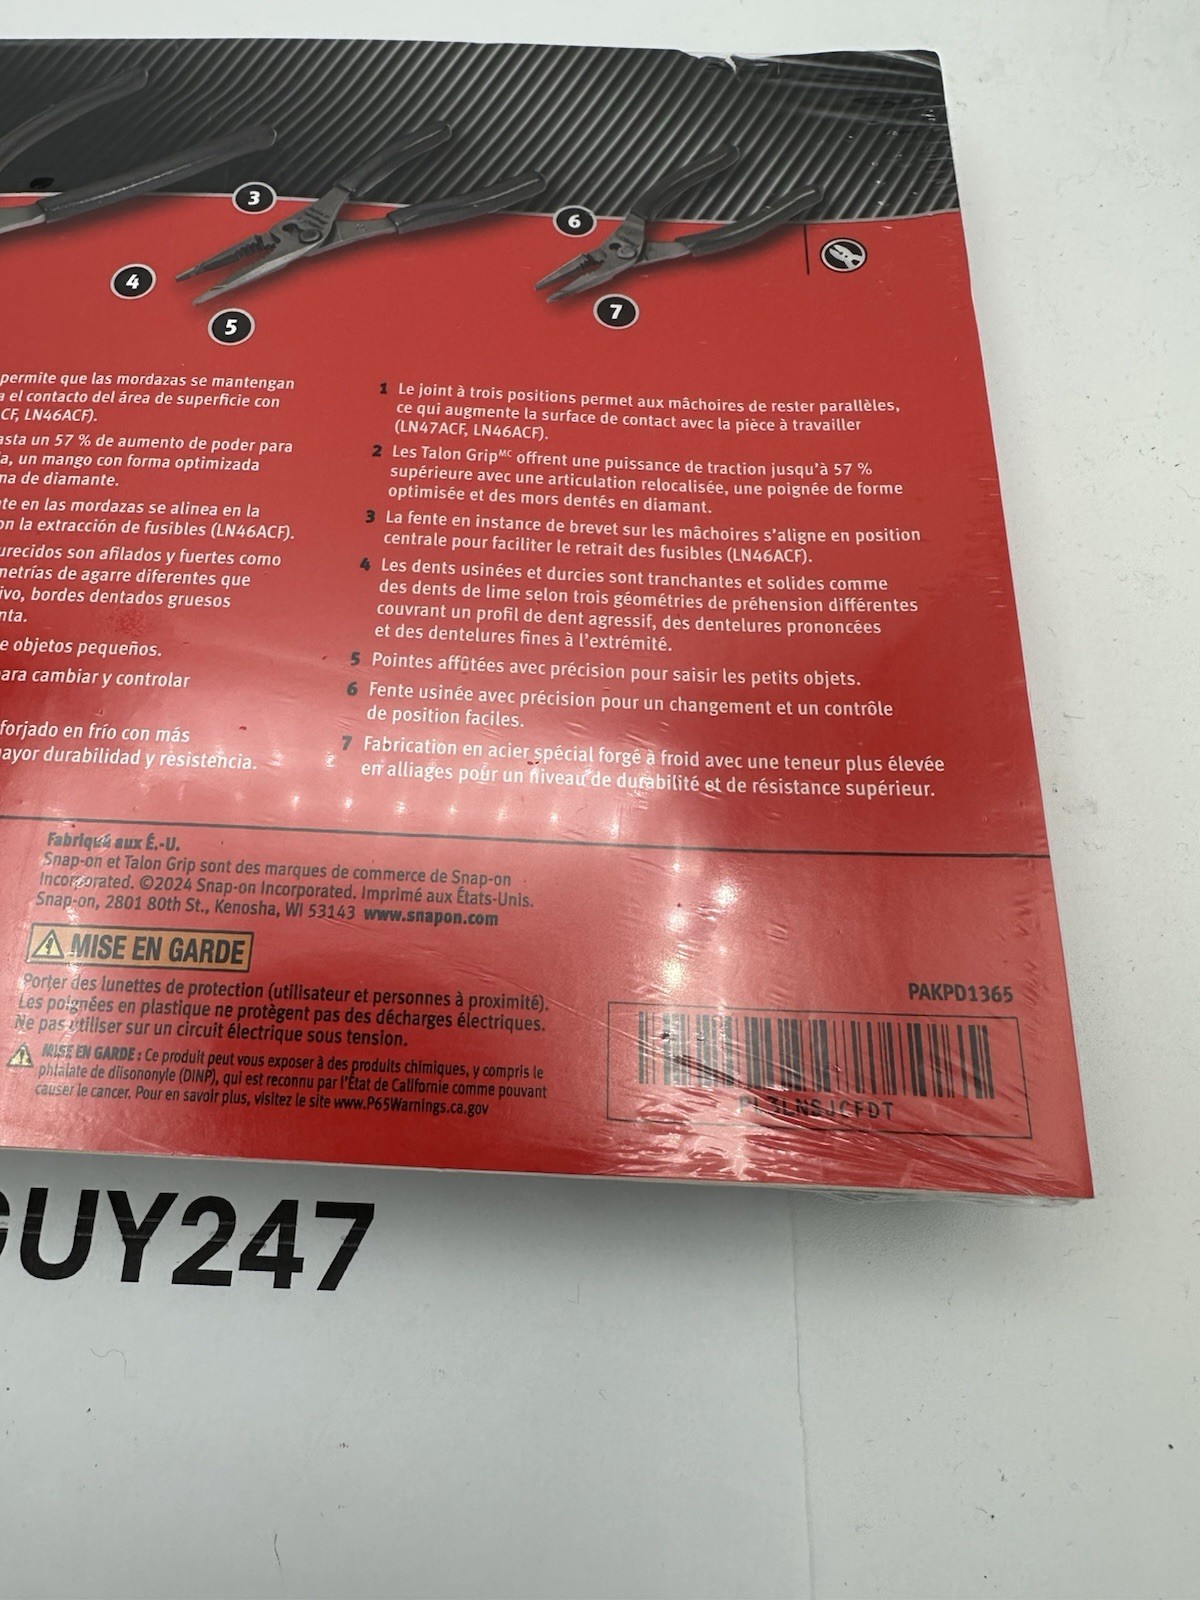 3
6
4
5
7
permite que las mordazas se mantengan
a el contacto del área de superficie con
CF, LN46ACF).
asta un 57 % de aumento de poder para
a, un mango con forma optimizada
na de diamante.
te en las mordazas se alinea en la
on la extracción de fusibles (LN46ACF).
urecidos son afilados y fuertes como
metrías de agarre diferentes que
ivo, bordes dentados gruesos
nta.
e objetos pequeños.
ara cambiar y controlar
forjado en frío con más
ayor durabilidad y resistencia.
1 Le joint à trois positions permet aux mâchoires de rester parallèles,
ce qui augmente la surface de contact avec la pièce à travailler
(LN47ACF, LN46ACF).
2 Les Talon Grip MC offrent une puissance de traction jusqu'à 57 %
supérieure avec une articulation relocalisée, une poignée de forme
optimisée et des mors dentés en diamant.
3 La fente en instance de brevet sur les mâchoires s'aligne en position
centrale pour faciliter le retrait des fusibles (LN46ACF).
4 Les dents usinées et durcies sont tranchantes et solides comme
des dents de lime selon trois géométries de préhension différentes
couvrant un profil de dent agressif, des dentelures prononcées
et des dentelures fines à l'extrémité.
5 Pointes affûtées avec précision pour saisir les petits objets.
6 Fente usinée avec précision pour un changement et un contrôle
de position faciles.
7 Fabrication en acier spécial forgé à froid avec une teneur plus élevée
en alliages pour un niveau de durabilité et de résistance supérieur.
Fabriqué aux É.-U.
Snap-on et Talon Grip sont des marques de commerce de Snap-on
Incorporated. ©2024 Snap-on Incorporated. Imprimé aux États-Unis.
Snap-on, 2801 80th St., Kenosha, WI 53143 www.snapon.com
MISE EN GARDE
Porter des lunettes de protection (utilisateur et personnes à proximité).
Les poignées en plastique ne protègent pas des décharges électriques.
Ne pas utiliser sur un circuit électrique sous tension.
MISE EN GARDE : Ce produit peut vous exposer à des produits chimiques, y compris le
phtalate de diisononyle (DINP), qui est reconnu par l'État de Californie comme pouvant
causer le cancer. Pour en savoir plus, visitez le site www.P65Warnings.ca.gov
PAKPD1365
PL3LNSJCFDT
GUY247